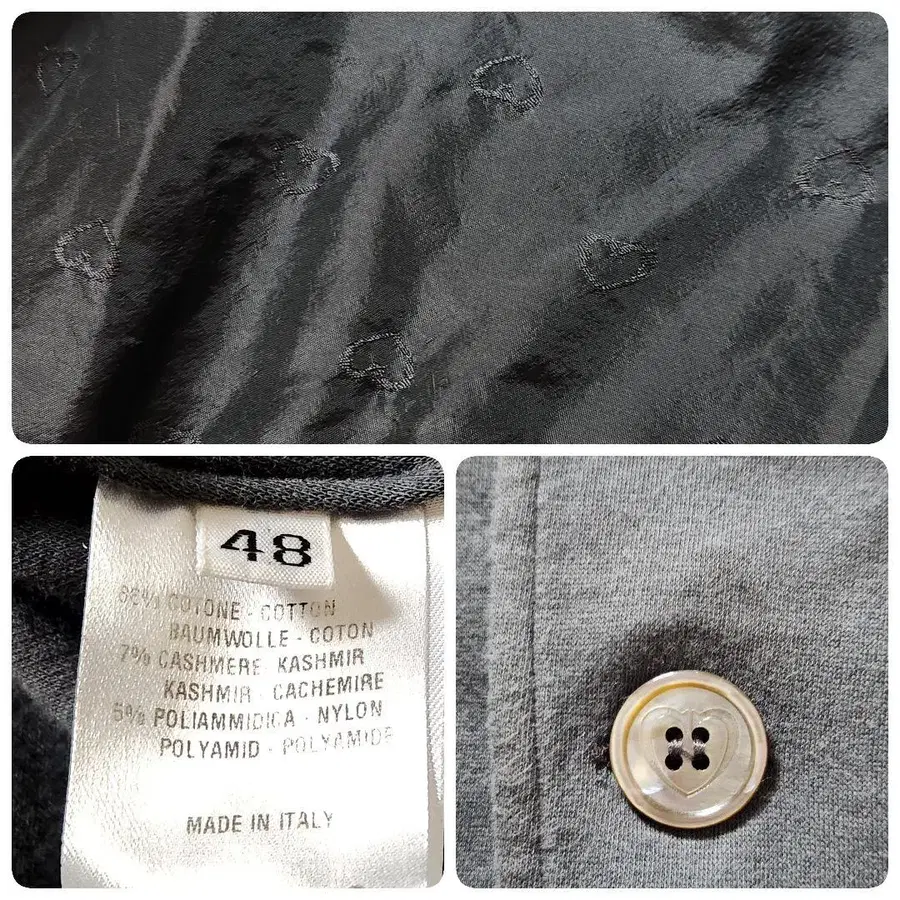 48
COTONE - COTTON
BAUMWOLLE - COTON
7% CASHMERE KASHMIR
KASHMIR - CACHEMIRE
5% POLIAMMIDICA - NYLON
POLYAMID - POLYAMIDE
MADE IN ITALY